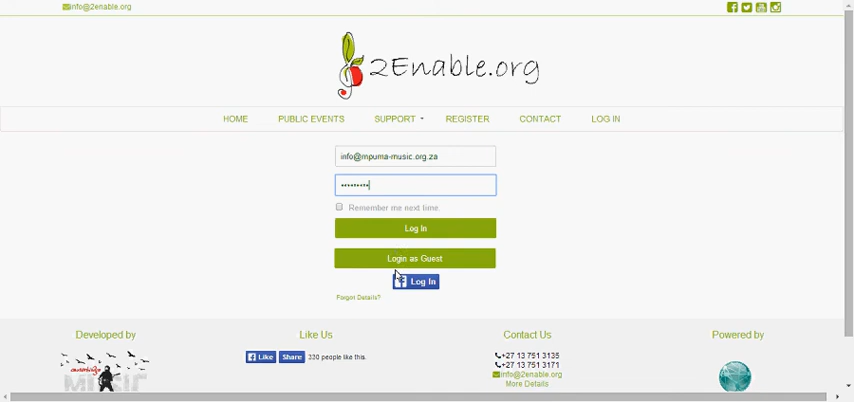 info@2enable.org
2Enable.org
HOME PUBLIC EVENTS SUPPORT REGISTER CONTACT LOG IN
info@mpuma-music.org.za
•••••••••
Remember me next time.
Log In
Login as Guest
Log In
Forgot Details?
Developed by Like Us Contact Us Powered by
Like Share 330 people like this.
+27 13 751 3135
+27 13 751 3171
info@2enable.org
More Details
MUSIC